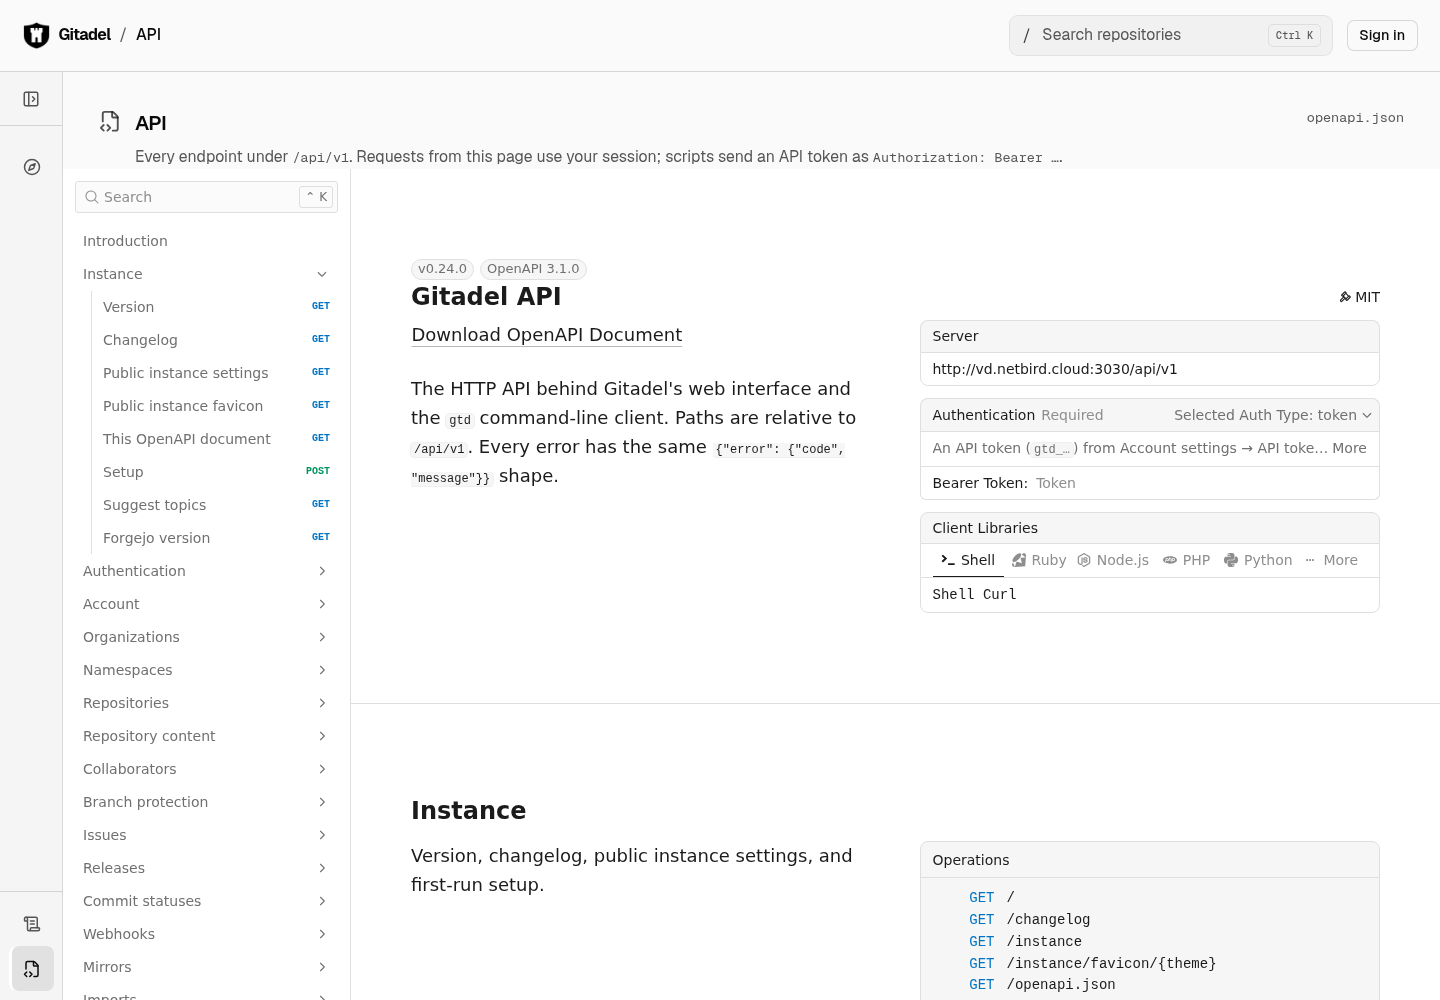 Gitadel / API
/ Search repositories Ctrl K
Sign in
API
openapi.json
Every endpoint under /api/v1. Requests from this page use your session; scripts send an API token as Authorization: Bearer ….
Search ⌃ K
Introduction
Instance
Version GET
Changelog GET
Public instance settings GET
Public instance favicon GET
This OpenAPI document GET
Setup POST
Suggest topics GET
Forgejo version GET
Authentication
Account
Organizations
Namespaces
Repositories
Repository content
Collaborators
Branch protection
Issues
Releases
Commit statuses
Webhooks
Mirrors
Imports
v0.24.0 OpenAPI 3.1.0
Gitadel API
MIT
Download OpenAPI Document
The HTTP API behind Gitadel's web interface and
the gtd command-line client. Paths are relative to
/api/v1. Every error has the same {"error": {"code",
"message"}} shape.
Server
http://vd.netbird.cloud:3030/api/v1
Authentication Required Selected Auth Type: token
An API token (gtd_…) from Account settings → API toke… More
Bearer Token: Token
Client Libraries
Shell Ruby Node.js PHP Python ··· More
Shell Curl
Instance
Version, changelog, public instance settings, and
first-run setup.
Operations
GET /
GET /changelog
GET /instance
GET /instance/favicon/{theme}
GET /openapi.json